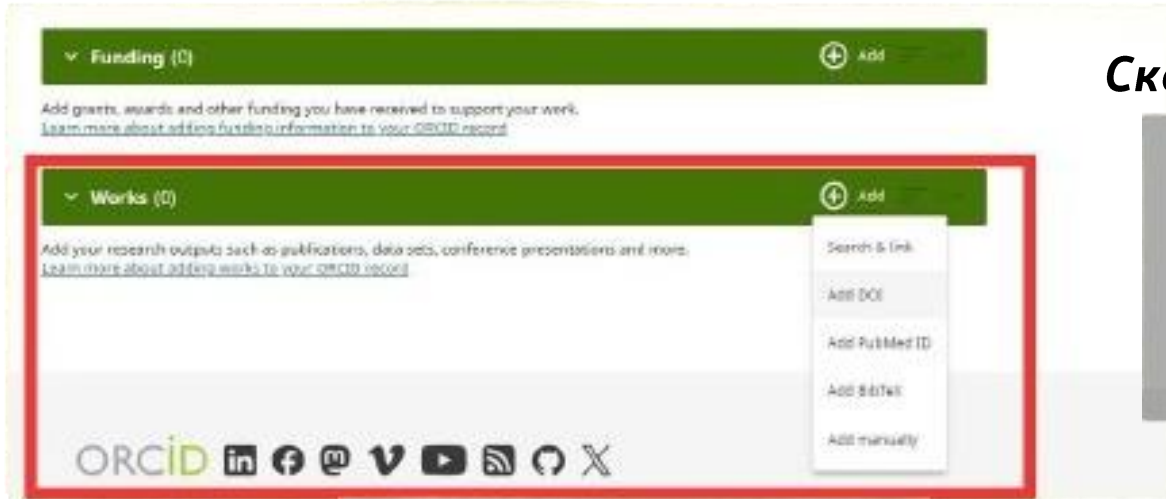 Funding (0)
Add
Add grants, awards and other funding you have received to support your work.
Learn more about adding funding information to your ORCID record
Works (0)
Add
Add your research outputs such as publications, data sets, conference presentations and more.
Learn more about adding works to your ORCID record
Search & link
Add DOI
Add PubMed ID
Add BibTeX
Add manually
ORCID